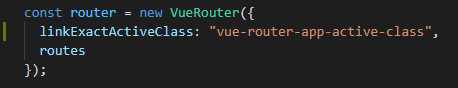 const router = new VueRouter({
linkExactActiveClass: "vue-router-app-active-class",
routes
});